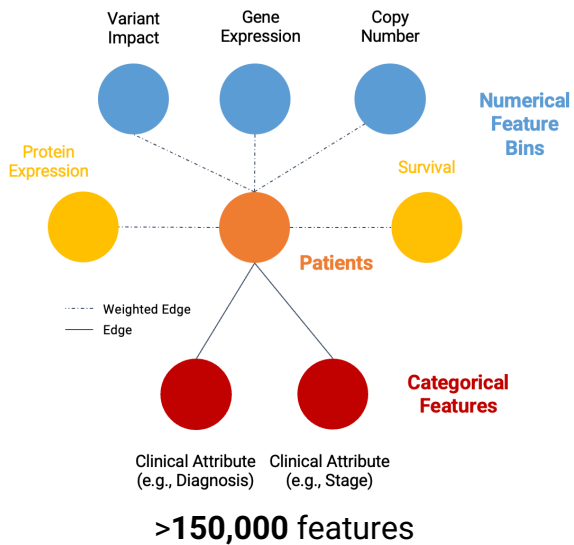 Variant
Impact
Gene
Expression
Copy
Number
Numerical
Feature
Bins
Protein
Expression
Survival
Patients
Weighted Edge
Edge
Categorical
Features
Clinical Attribute
(e.g., Diagnosis)
Clinical Attribute
(e.g., Stage)
>150,000 features